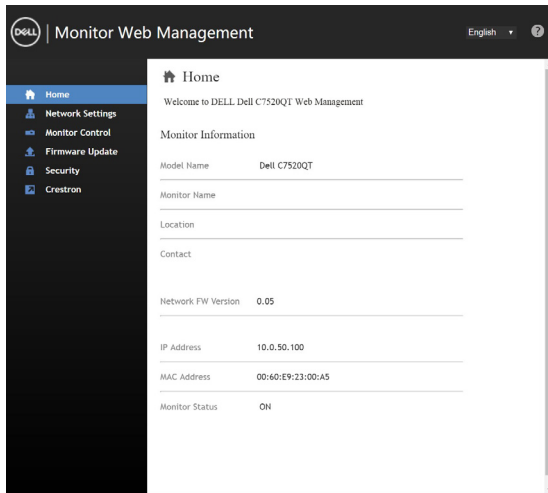 DELL | Monitor Web Management
English
?
Home
Network Settings
Monitor Control
Firmware Update
Security
Crestron
Home
Welcome to DELL Dell C7520QT Web Management
Monitor Information
Model Name Dell C7520QT
Monitor Name
Location
Contact
Network FW Version 0.05
IP Address 10.0.50.100
MAC Address 00:60:E9:23:00:A5
Monitor Status ON